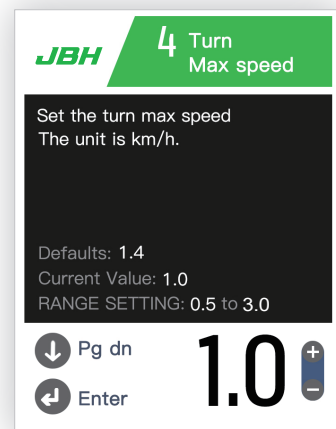 JBH
4 Turn
Max speed
Set the turn max speed
The unit is km/h.
Defaults: 1.4
Current Value: 1.0
RANGE SETTING: 0.5 to 3.0
Pg dn
Enter
1.0
+
−